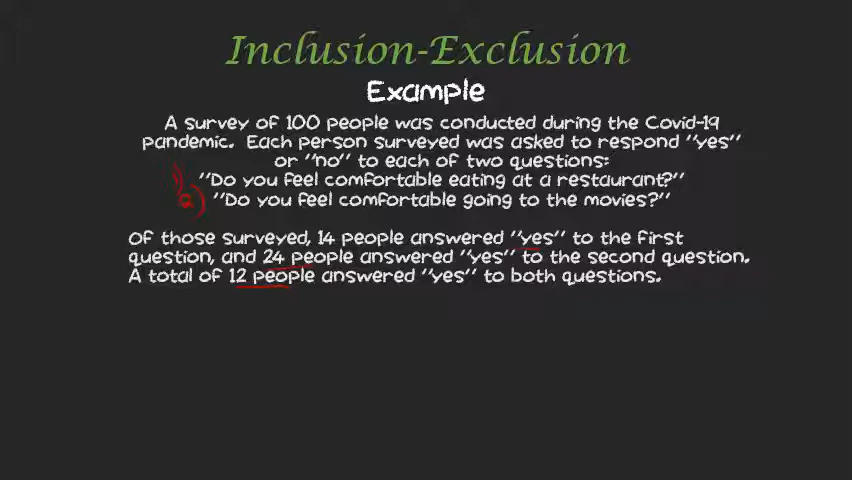 Inclusion-Exclusion
Example
A survey of 100 people was conducted during the Covid-19
pandemic. Each person surveyed was asked to respond "yes"
or "no" to each of two questions:
1) "Do you feel comfortable eating at a restaurant?"
2) "Do you feel comfortable going to the movies?"
Of those surveyed, 14 people answered "yes" to the first
question, and 24 people answered "yes" to the second question.
A total of 12 people answered "yes" to both questions.